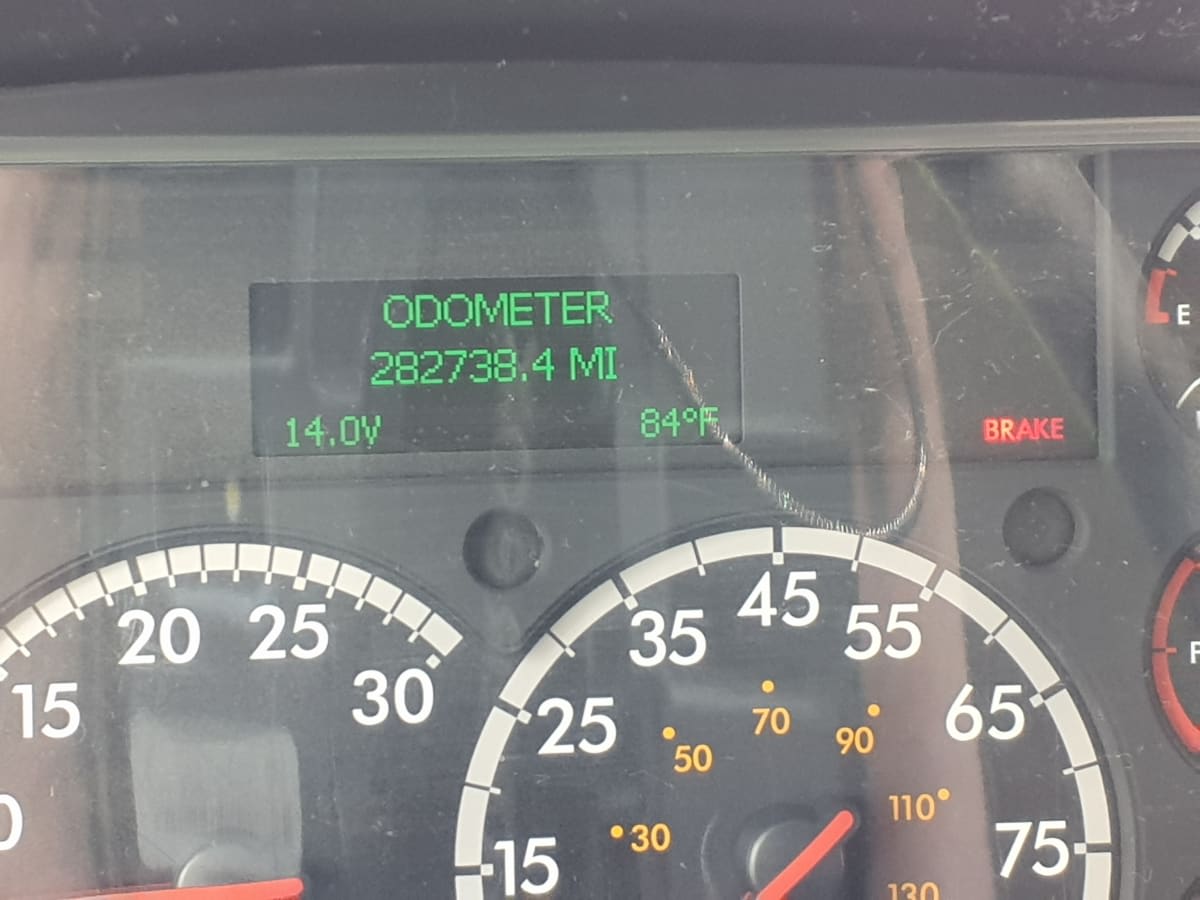 ODOMETER
282738.4 MI
14.0V 84°F
BRAKE
E
15 20 25 30
15 25 35 45 55 65 75
30 50 70 90 110 130